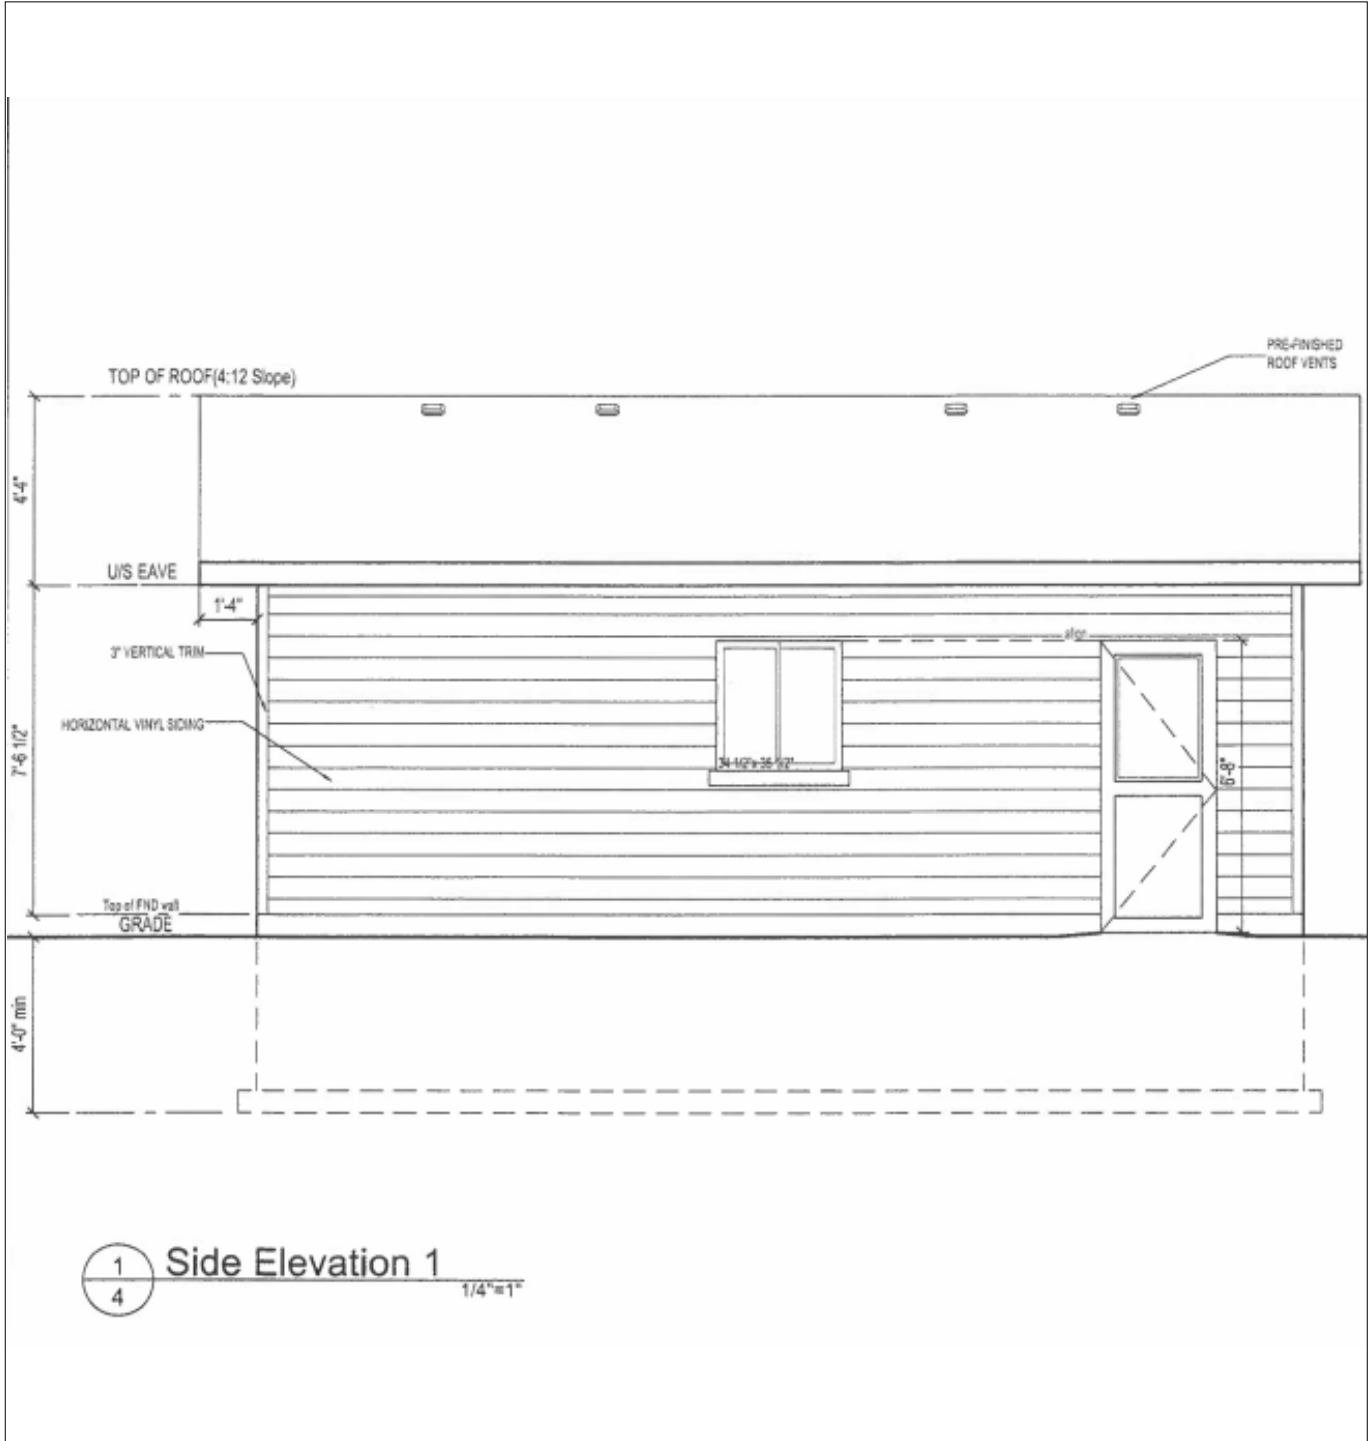 PRE-FINISHED
ROOF VENTS
TOP OF ROOF(4:12 Slope)
4'-4"
U/S EAVE
1'-4"
align
3" VERTICAL TRIM
HORIZONTAL VINYL SIDING
7'-6 1/2"
6'-8"
Top of FND wall
GRADE
4'-0" min
1
4
Side Elevation 1
1/4"=1"